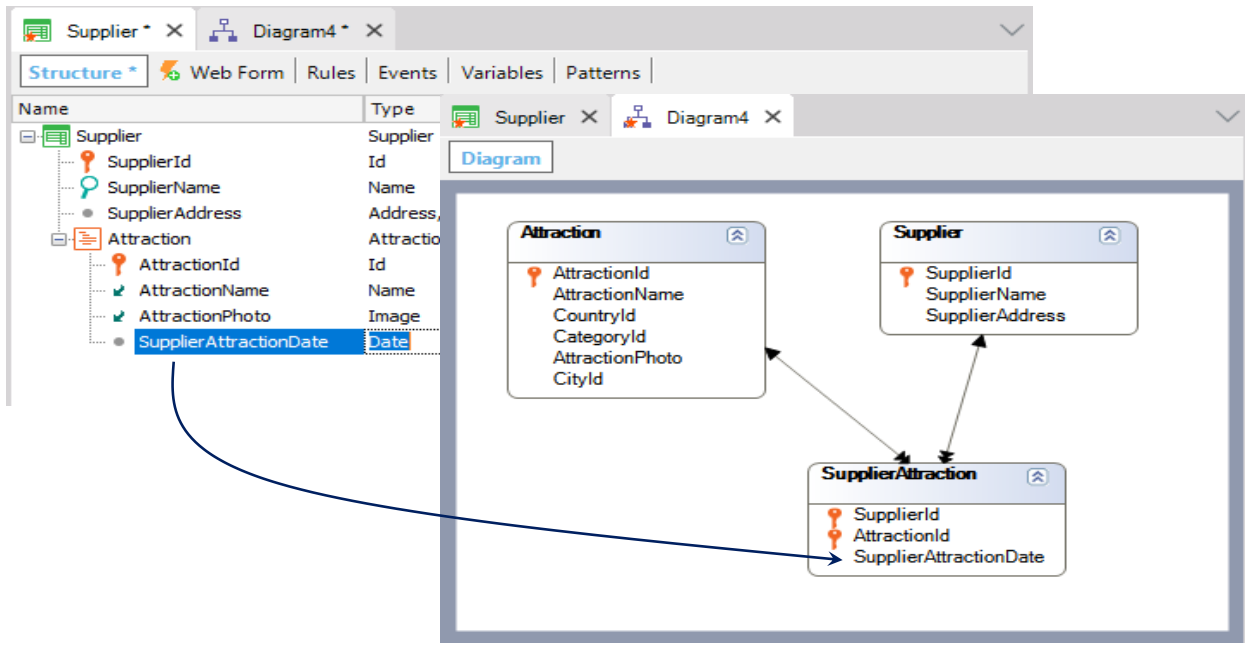 Supplier * Diagram4 *
Structure * Web Form Rules Events Variables Patterns
Name Type
Supplier Supplier
SupplierId Id
SupplierName Name
SupplierAddress Address,
Attraction Attractio
AttractionId Id
AttractionName Name
AttractionPhoto Image
SupplierAttractionDate Date
Supplier Diagram4
Diagram
Attraction
AttractionId
AttractionName
CountryId
CategoryId
AttractionPhoto
CityId
Supplier
SupplierId
SupplierName
SupplierAddress
SupplierAttraction
SupplierId
AttractionId
SupplierAttractionDate